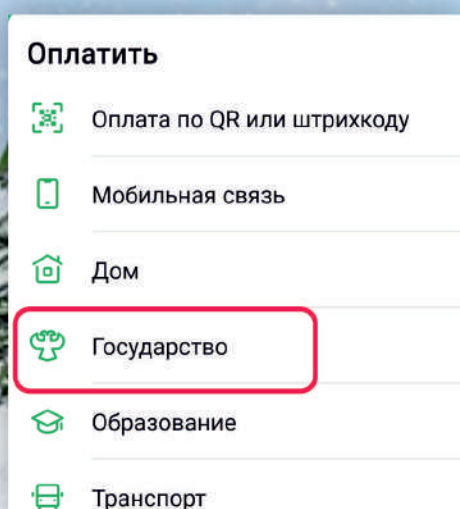 Оплатить
Оплата по QR или штрихкоду
Мобильная связь
Дом
Государство
Образование
Транспорт